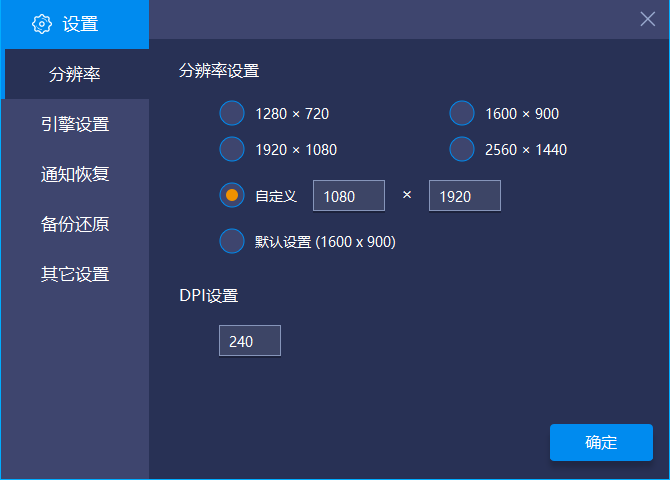 设置
分辨率
引擎设置
通知恢复
备份还原
其它设置
分辨率设置
1280 × 720 1600 × 900
1920 × 1080 2560 × 1440
自定义 1080 × 1920
默认设置 (1600 x 900)
DPI设置
240
确定